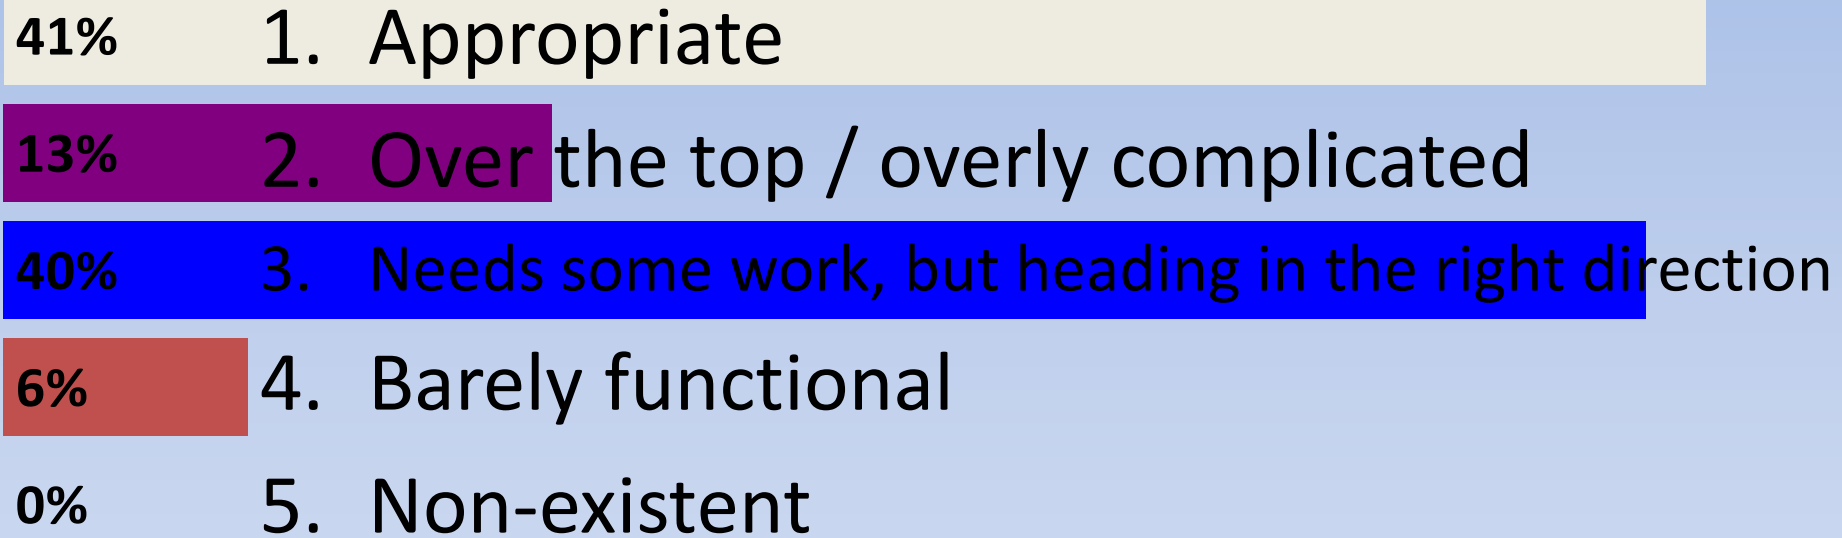 41% 1. Appropriate
13% 2. Over the top / overly complicated
40% 3. Needs some work, but heading in the right direction
6% 4. Barely functional
0% 5. Non-existent